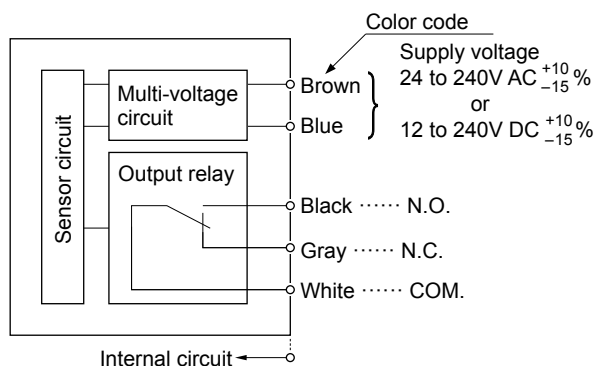 Color code
Supply voltage
24 to 240V AC +10 −15 %
or
12 to 240V DC +10 −15 %
Brown
Blue
Multi-voltage
circuit
Sensor circuit
Output relay
Black ······ N.O.
Gray ······ N.C.
White ······ COM.
Internal circuit